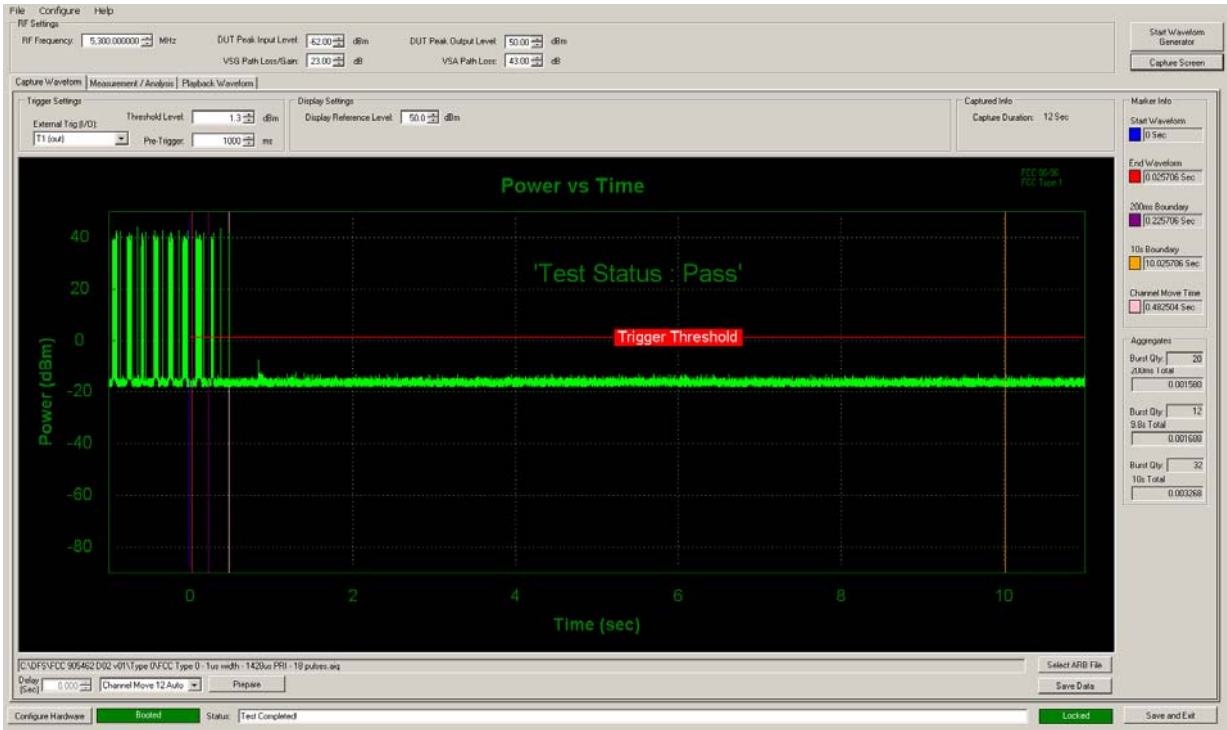 File Configure Help
RF Settings
RF Frequency: 5,300.000000 MHz
DUT Peak Input Level: -62.00 dBm
DUT Peak Output Level: 50.00 dBm
VSG Path Loss/Gain: 23.00 dB
VSA Path Loss: 43.00 dB
Start Waveform Generator
Capture Screen
Capture Waveform Measurement / Analysis Playback Waveform
Trigger Settings
External Trig (I/O):
T1 (out)
Threshold Level: 1.3 dBm
Pre-Trigger: 1000 ms
Display Settings
Display Reference Level: 50.0 dBm
Captured Info
Capture Duration: 12 Sec
Marker Info
Start Waveform
0 Sec
End Waveform
0.025706 Sec
200ms Boundary
0.225706 Sec
10s Boundary
10.025706 Sec
Channel Move Time
0.482504 Sec
Aggregates
Burst Qty: 20
200ms Total
0.001580
Burst Qty: 12
9.8s Total
0.001688
Burst Qty: 32
10s Total
0.003268
Power vs Time
FCC 06-96
FCC Type 1
'Test Status : Pass'
Trigger Threshold
40
20
0
-20
-40
-60
-80
Power (dBm)
0 2 4 6 8 10
Time (sec)
C:\DFS\FCC 905462 D02 v01\Type 0\FCC Type 0 - 1us width - 1428us PRI - 18 pulses.aiq
Select ARB File
Delay (Sec) 0.000 Channel Move 12 Auto Prepare
Save Data
Configure Hardware Booted Status: Test Completed! Locked Save and Exit